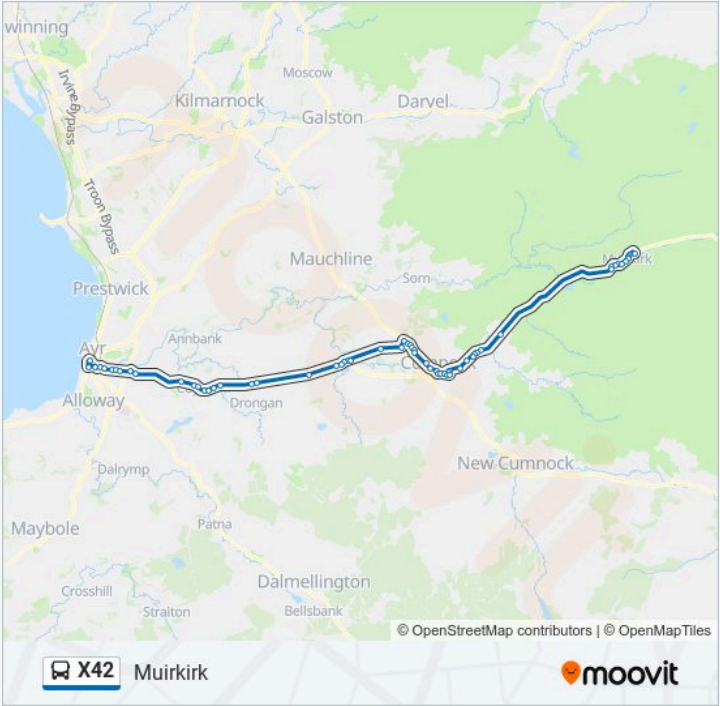 winning
Irvine Bypass
Moscow
Kilmarnock
Darvel
Galston
Troon Bypass
Mauchline
Som
Prestwick
Annbank
Ayr
Alloway
Drongan
New Cumnock
Dalrymp
Maybole
Patna
Dalmellington
Crosshill
Straiton
Bellsbank
© OpenStreetMap contributors | © OpenMapTiles
X42 Muirkirk
moovit